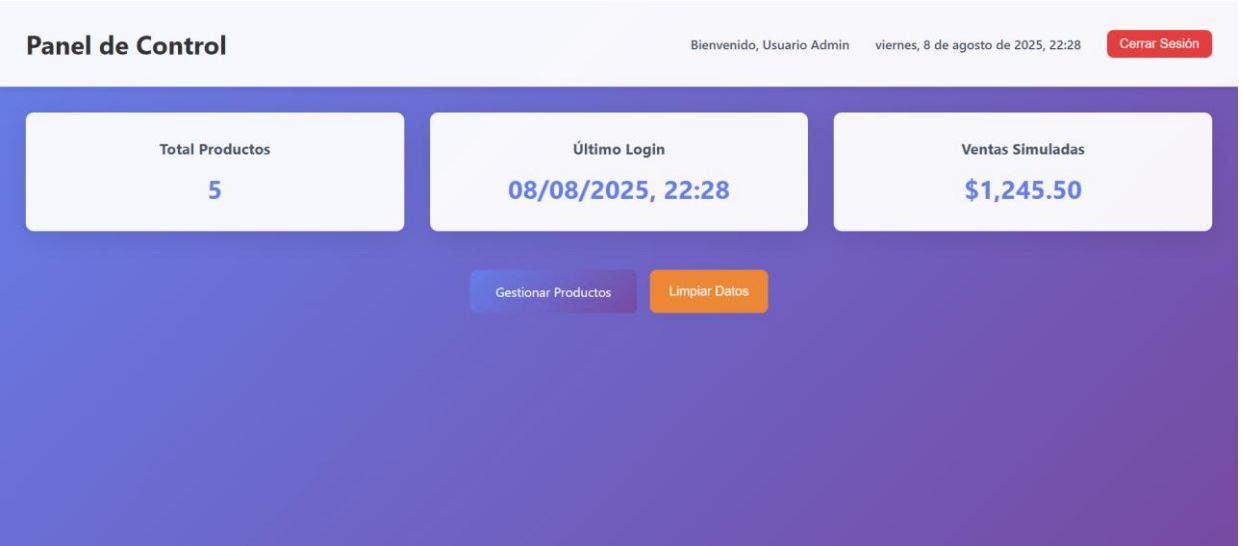 Panel de Control
Bienvenido, Usuario Admin
viernes, 8 de agosto de 2025, 22:28
Cerrar Sesión
Total Productos
5
Último Login
08/08/2025, 22:28
Ventas Simuladas
$1,245.50
Gestionar Productos
Limpiar Datos